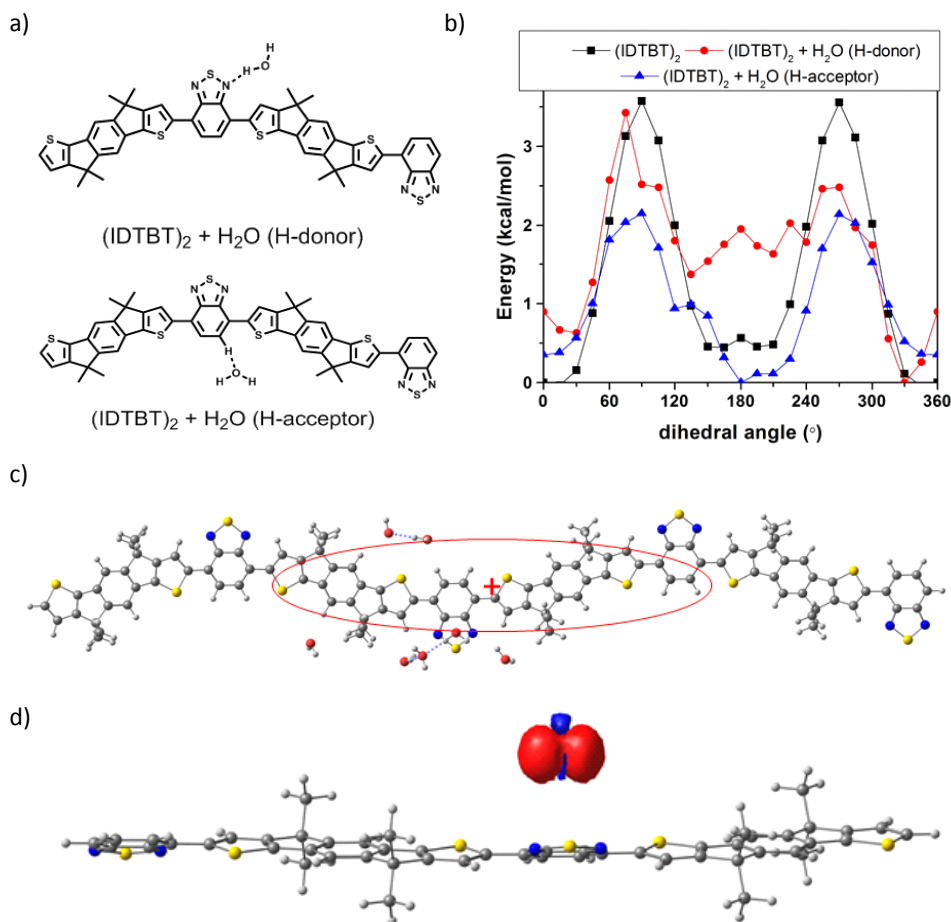 a)
H
N
S
N
H
O
S
S
S
S
N
S
N
(IDTBT)₂ + H₂O (H-donor)
S
N
N
S
S
S
S
H
O
H
H
N
N
S
(IDTBT)₂ + H₂O (H-acceptor)
b)
(IDTBT)₂ (IDTBT)₂ + H₂O (H-donor)
(IDTBT)₂ + H₂O (H-acceptor)
Energy (kcal/mol)
3
2
1
0
0 60 120 180 240 300 360
dihedral angle (°)
c)
+
d)